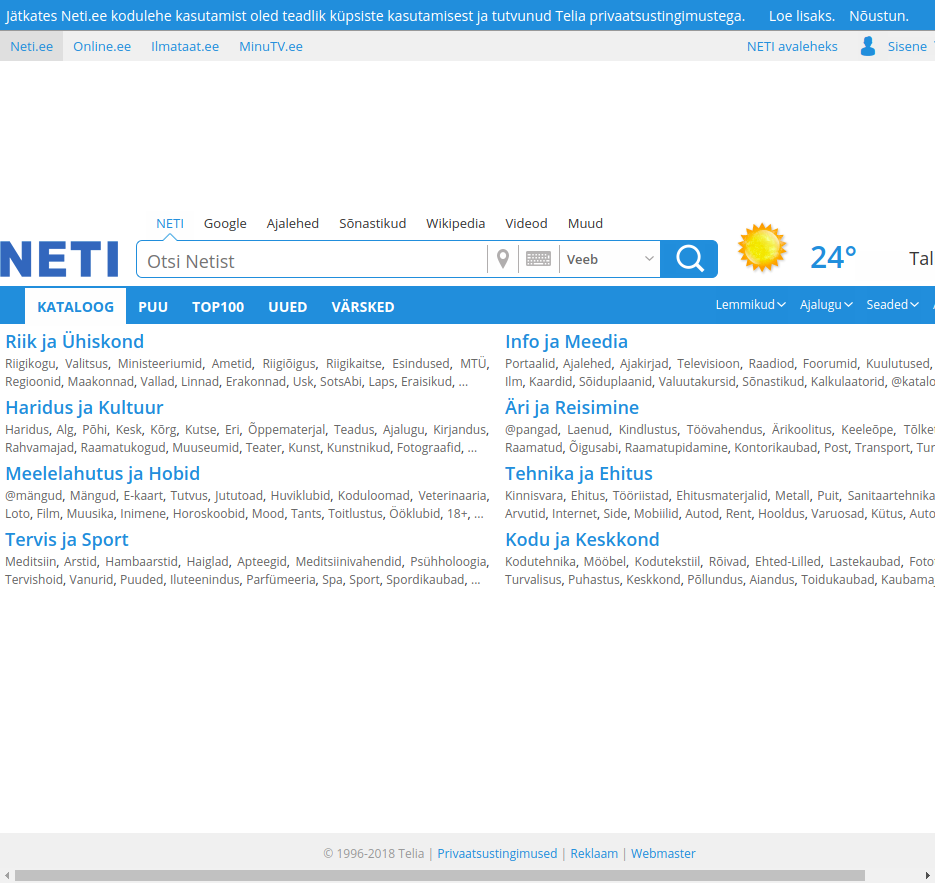 Jätkates Neti.ee kodulehe kasutamist oled teadlik küpsiste kasutamisest ja tutvunud Telia privaatsustingimustega. Loe lisaks. Nõustun.
Neti.ee Online.ee Ilmataat.ee MinuTV.ee NETI avaleheks Sisene
NETI Google Ajalehed Sõnastikud Wikipedia Videod Muud
NETI Otsi Netist Veeb 24° Tal
KATALOOG PUU TOP100 UUED VÄRSKED Lemmikud Ajalugu Seaded
Riik ja Ühiskond
Riigikogu, Valitsus, Ministeeriumid, Ametid, Riigiõigus, Riigikaitse, Esindused, MTÜ,
Regioonid, Maakonnad, Vallad, Linnad, Erakonnad, Usk, SotsAbi, Laps, Eraisikud, ...
Haridus ja Kultuur
Haridus, Alg, Põhi, Kesk, Kõrg, Kutse, Eri, Õppematerjal, Teadus, Ajalugu, Kirjandus,
Rahvamajad, Raamatukogud, Muuseumid, Teater, Kunst, Kunstnikud, Fotograafid, ...
Meelelahutus ja Hobid
@mängud, Mängud, E-kaart, Tutvus, Jututoad, Huviklubid, Koduloomad, Veterinaaria,
Loto, Film, Muusika, Inimene, Horoskoobid, Mood, Tants, Toitlustus, Ööklubid, 18+, ...
Tervis ja Sport
Meditsiin, Arstid, Hambaarstid, Haiglad, Apteegid, Meditsiinivahendid, Psühholoogia,
Tervishoid, Vanurid, Puuded, Iluteenindus, Parfümeeria, Spa, Sport, Spordikaubad, ...
Info ja Meedia
Portaalid, Ajalehed, Ajakirjad, Televisioon, Raadiod, Foorumid, Kuulutused,
Ilm, Kaardid, Sõiduplaanid, Valuutakursid, Sõnastikud, Kalkulaatorid, @katalo
Äri ja Reisimine
@pangad, Laenud, Kindlustus, Töövahendus, Ärikoolitus, Keeleõpe, Tõlke
Raamatud, Õigusabi, Raamatupidamine, Kontorikaubad, Post, Transport, Tur
Tehnika ja Ehitus
Kinnisvara, Ehitus, Tööriistad, Ehitusmaterjalid, Metall, Puit, Sanitaartehnika
Arvutid, Internet, Side, Mobiilid, Autod, Rent, Hooldus, Varuosad, Kütus, Auto
Kodu ja Keskkond
Kodutehnika, Mööbel, Kodutekstiil, Rõivad, Ehted-Lilled, Lastekaubad, Foto
Turvalisus, Puhastus, Keskkond, Põllundus, Aiandus, Toidukaubad, Kaubama
© 1996-2018 Telia | Privaatsustingimused | Reklaam | Webmaster